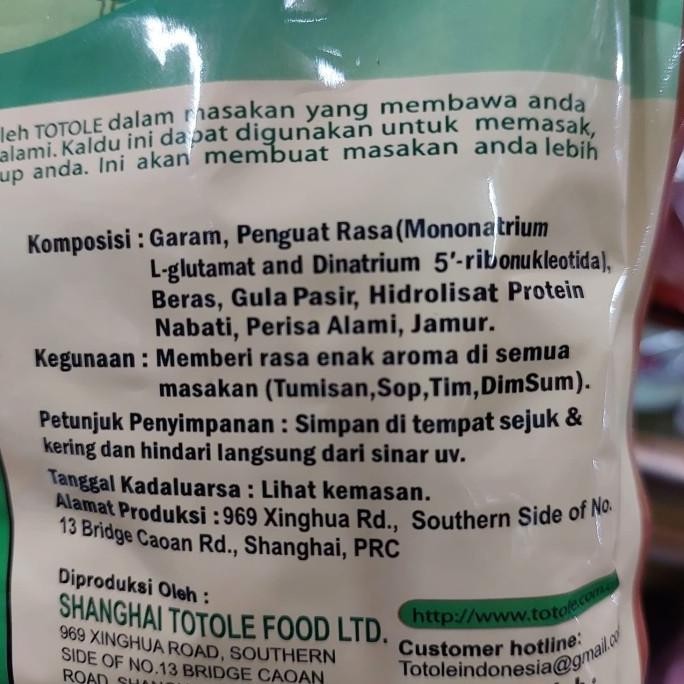 leh TOTOLE dalam masakan yang membawa anda
alami. Kaldu ini dapat digunakan untuk memasak,
up anda. Ini akan membuat masakan anda lebih
Komposisi : Garam, Penguat Rasa(Mononatrium
L-glutamat and Dinatrium 5'-ribonukleotida),
Beras, Gula Pasir, Hidrolisat Protein
Nabati, Perisa Alami, Jamur.
Kegunaan : Memberi rasa enak aroma di semua
masakan (Tumisan,Sop,Tim,DimSum).
Petunjuk Penyimpanan : Simpan di tempat sejuk &
kering dan hindari langsung dari sinar uv.
Tanggal Kadaluarsa : Lihat kemasan.
Alamat Produksi : 969 Xinghua Rd., Southern Side of No.
13 Bridge Caoan Rd., Shanghai, PRC
Diproduksi Oleh :
SHANGHAI TOTOLE FOOD LTD.
969 XINGHUA ROAD, SOUTHERN
SIDE OF NO.13 BRIDGE CAOAN
ROAD,
http://www.totole.com
Customer hotline:
Totoleindonesia@gmail.co